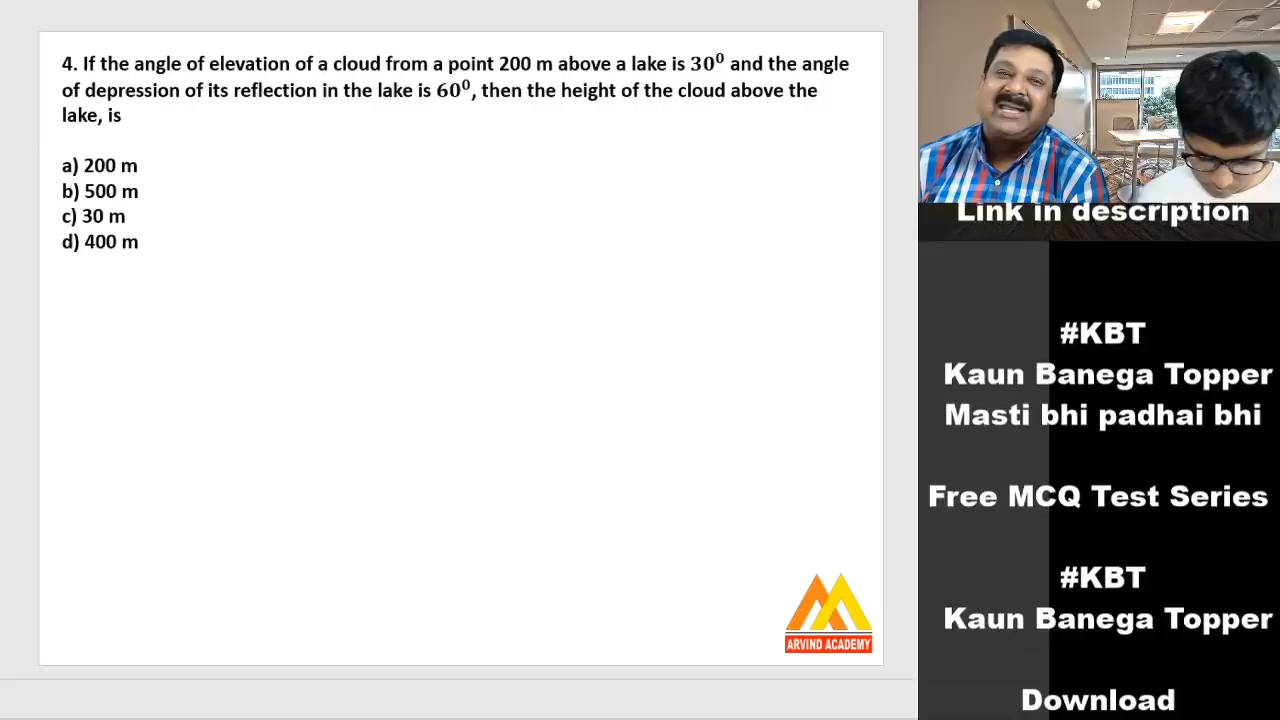 4. If the angle of elevation of a cloud from a point 200 m above a lake is 30⁰ and the angle
of depression of its reflection in the lake is 60⁰, then the height of the cloud above the
lake, is
a) 200 m
b) 500 m
c) 30 m
d) 400 m
ARVIND ACADEMY
Link in description
#KBT
Kaun Banega Topper
Masti bhi padhai bhi
Free MCQ Test Series
#KBT
Kaun Banega Topper
Download